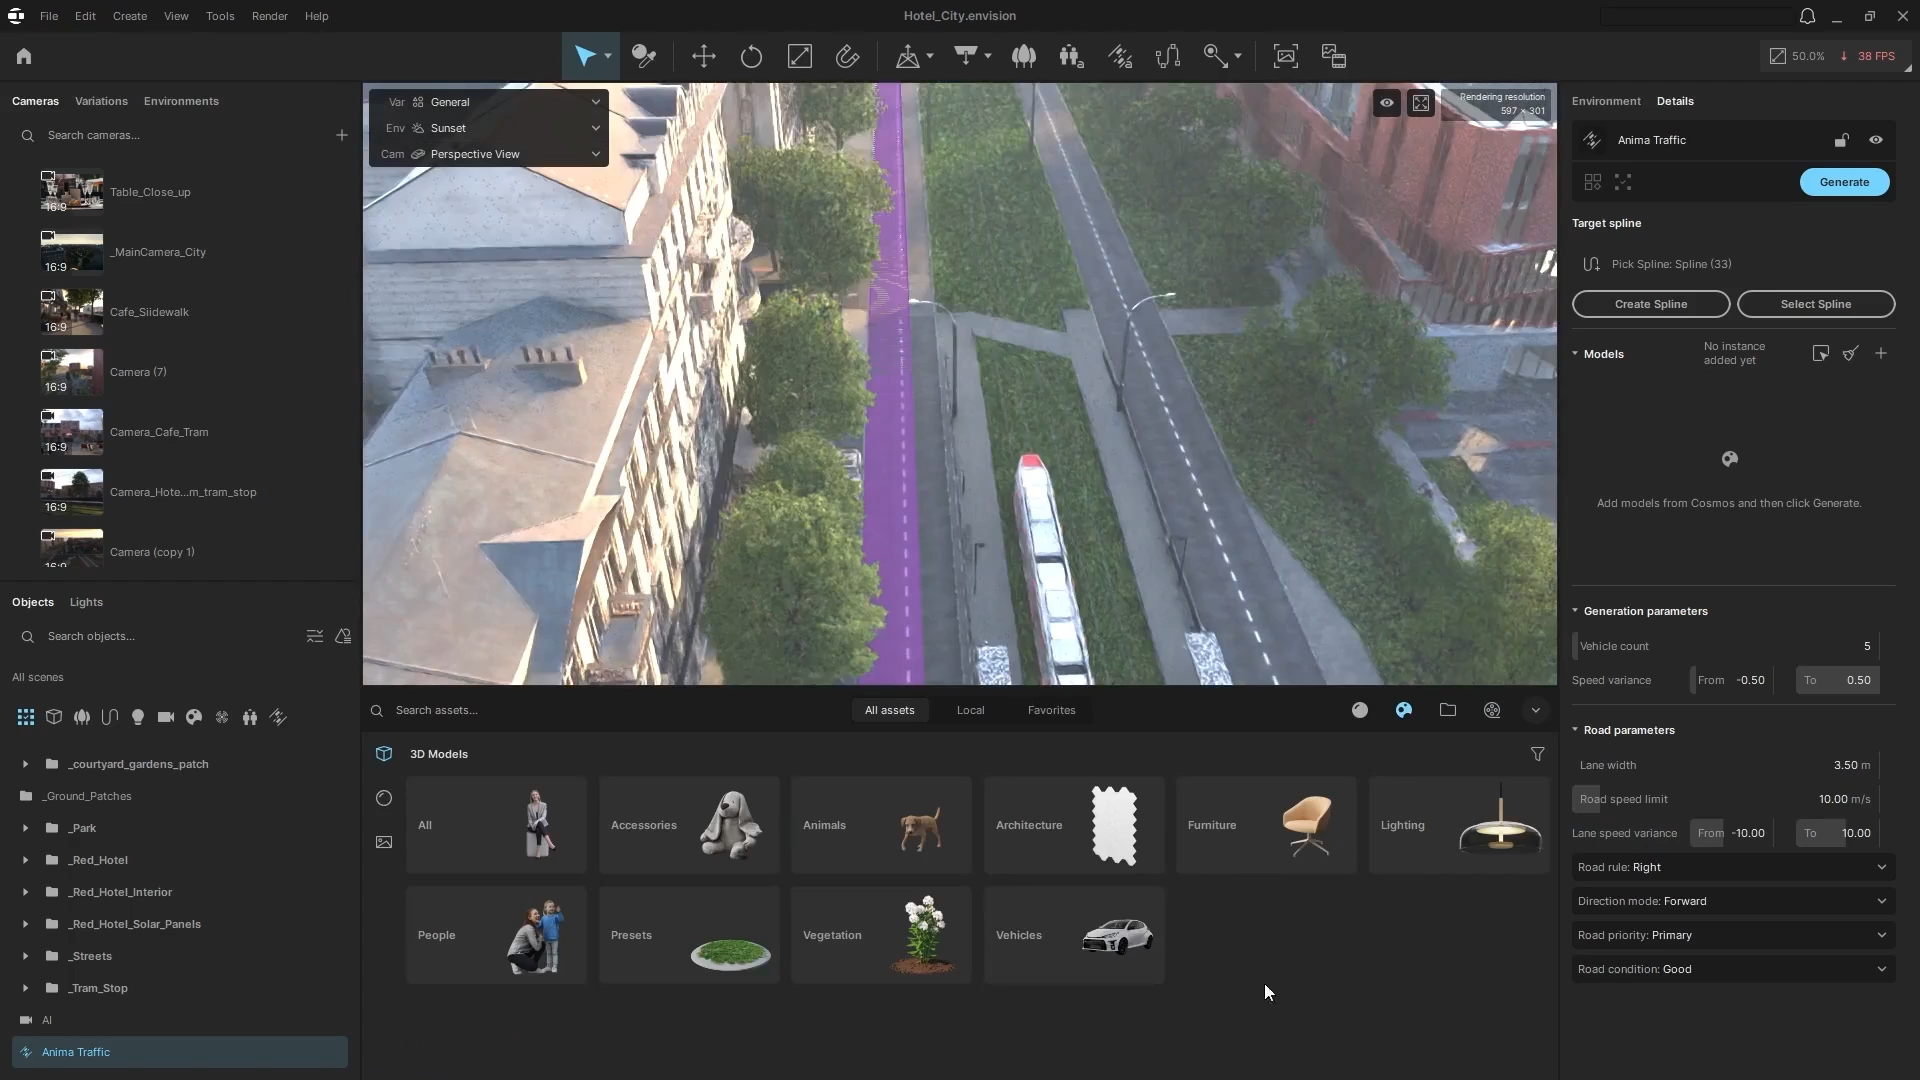 File Edit Create View Tools Render Help
Hotel_City.envision
50.0% 38 FPS
Cameras Variations Environments
Search cameras...
16:9 Table_Close_up
16:9 _MainCamera_City
16:9 Cafe_Siidewalk
16:9 Camera (7)
16:9 Camera_Cafe_Tram
16:9 Camera_Hote...m_tram_stop
16:9 Camera (copy 1)
Objects Lights
Search objects...
All scenes
_courtyard_gardens_patch
_Ground_Patches
_Park
_Red_Hotel
_Red_Hotel_Interior
_Red_Hotel_Solar_Panels
_Streets
_Tram_Stop
AI
Anima Traffic
Var General
Env Sunset
Cam Perspective View
Rendering resolution
597 × 301
Search assets...
All assets Local Favorites
3D Models
All Accessories Animals Architecture Furniture Lighting
People Presets Vegetation Vehicles
Environment Details
Anima Traffic
Generate
Target spline
Pick Spline: Spline (33)
Create Spline Select Spline
Models No instance
added yet
Add models from Cosmos and then click Generate.
Generation parameters
Vehicle count 5
Speed variance From -0.50 To 0.50
Road parameters
Lane width 3.50 m
Road speed limit 10.00 m/s
Lane speed variance From -10.00 To 10.00
Road rule: Right
Direction mode: Forward
Road priority: Primary
Road condition: Good